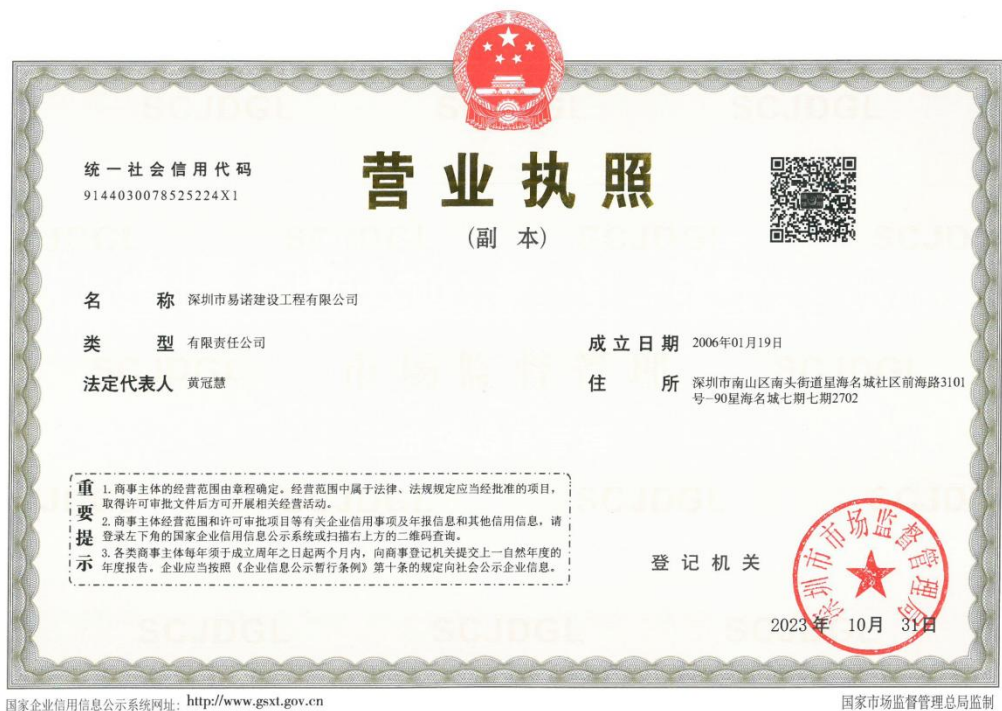 统一社会信用代码
9144030078525224X1
营业执照
(副 本)
名 称 深圳市易诺建设工程有限公司
类 型 有限责任公司
成立日期 2006年01月19日
法定代表人 黄冠慧
住 所 深圳市南山区南头街道星海名城社区前海路3101
号-90星海名城七期七期2702
重要提示
1. 商事主体的经营范围由章程确定。经营范围中属于法律、法规规定应当经批准的项目,
取得许可审批文件后方可开展相关经营活动。
2. 商事主体经营范围和许可审批项目等有关企业信用事项及年报信息和其他信用信息,请
登录左下角的国家企业信用信息公示系统或扫描右上方的二维码查询。
3. 各类商事主体每年须于成立周年之日起两个月内,向商事登记机关提交上一自然年度的
年度报告。企业应当按照《企业信息公示暂行条例》第十条的规定向社会公示企业信息。
登记机关
深圳市市场监督管理局
2023年 10月 31日
国家企业信用信息公示系统网址: http://www.gsxt.gov.cn
国家市场监督管理总局监制